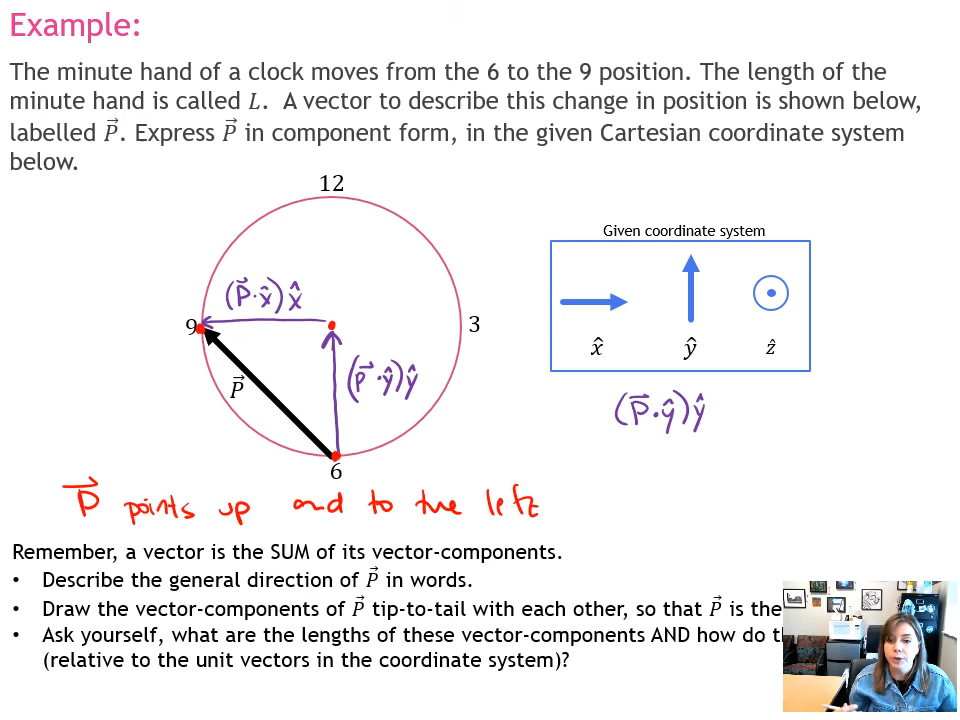 Example:
The minute hand of a clock moves from the 6 to the 9 position. The length of the
minute hand is called L. A vector to describe this change in position is shown below,
labelled P⃗. Express P⃗ in component form, in the given Cartesian coordinate system
below.
12
Given coordinate system
(P⃗·x̂)x̂
9
3
x̂ ŷ ẑ
P⃗
(P⃗·ŷ)ŷ
(P⃗·ŷ)ŷ
6
P⃗ points up and to the left
Remember, a vector is the SUM of its vector-components.
• Describe the general direction of P⃗ in words.
• Draw the vector-components of P⃗ tip-to-tail with each other, so that P⃗ is the
• Ask yourself, what are the lengths of these vector-components AND how do
(relative to the unit vectors in the coordinate system)?